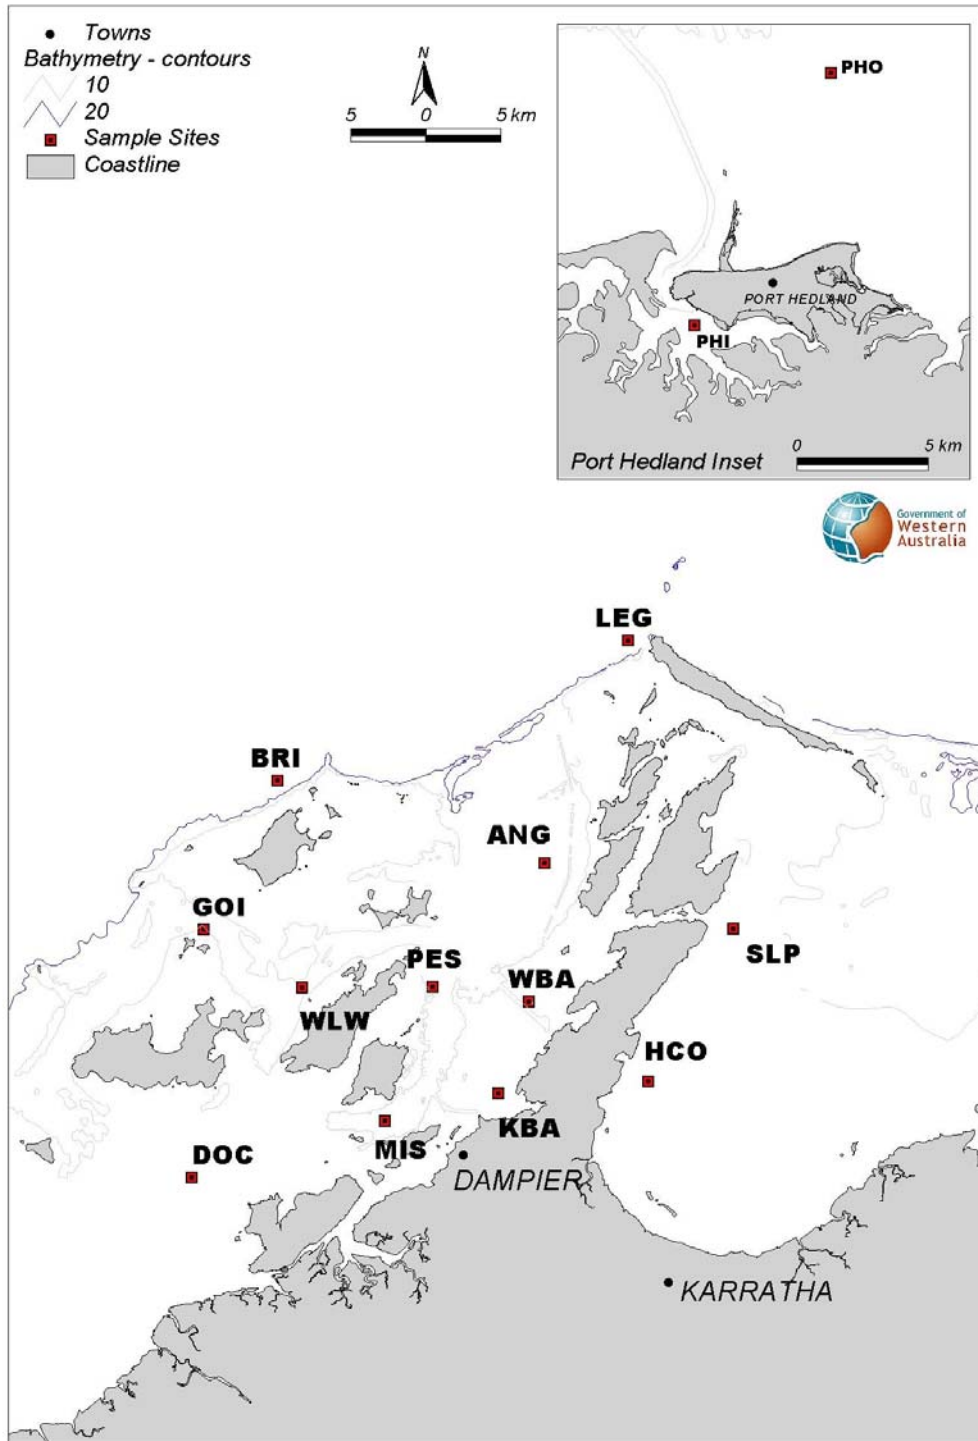 Towns
Bathymetry - contours
10
20
Sample Sites
Coastline
N
5 0 5 km
PHO
PORT HEDLAND
PHI
0 5 km
Port Hedland Inset
Government of
Western
Australia
LEG
BRI
ANG
GOI
SLP
PES
WBA
WLW
HCO
KBA
MIS
DOC
DAMPIER
KARRATHA